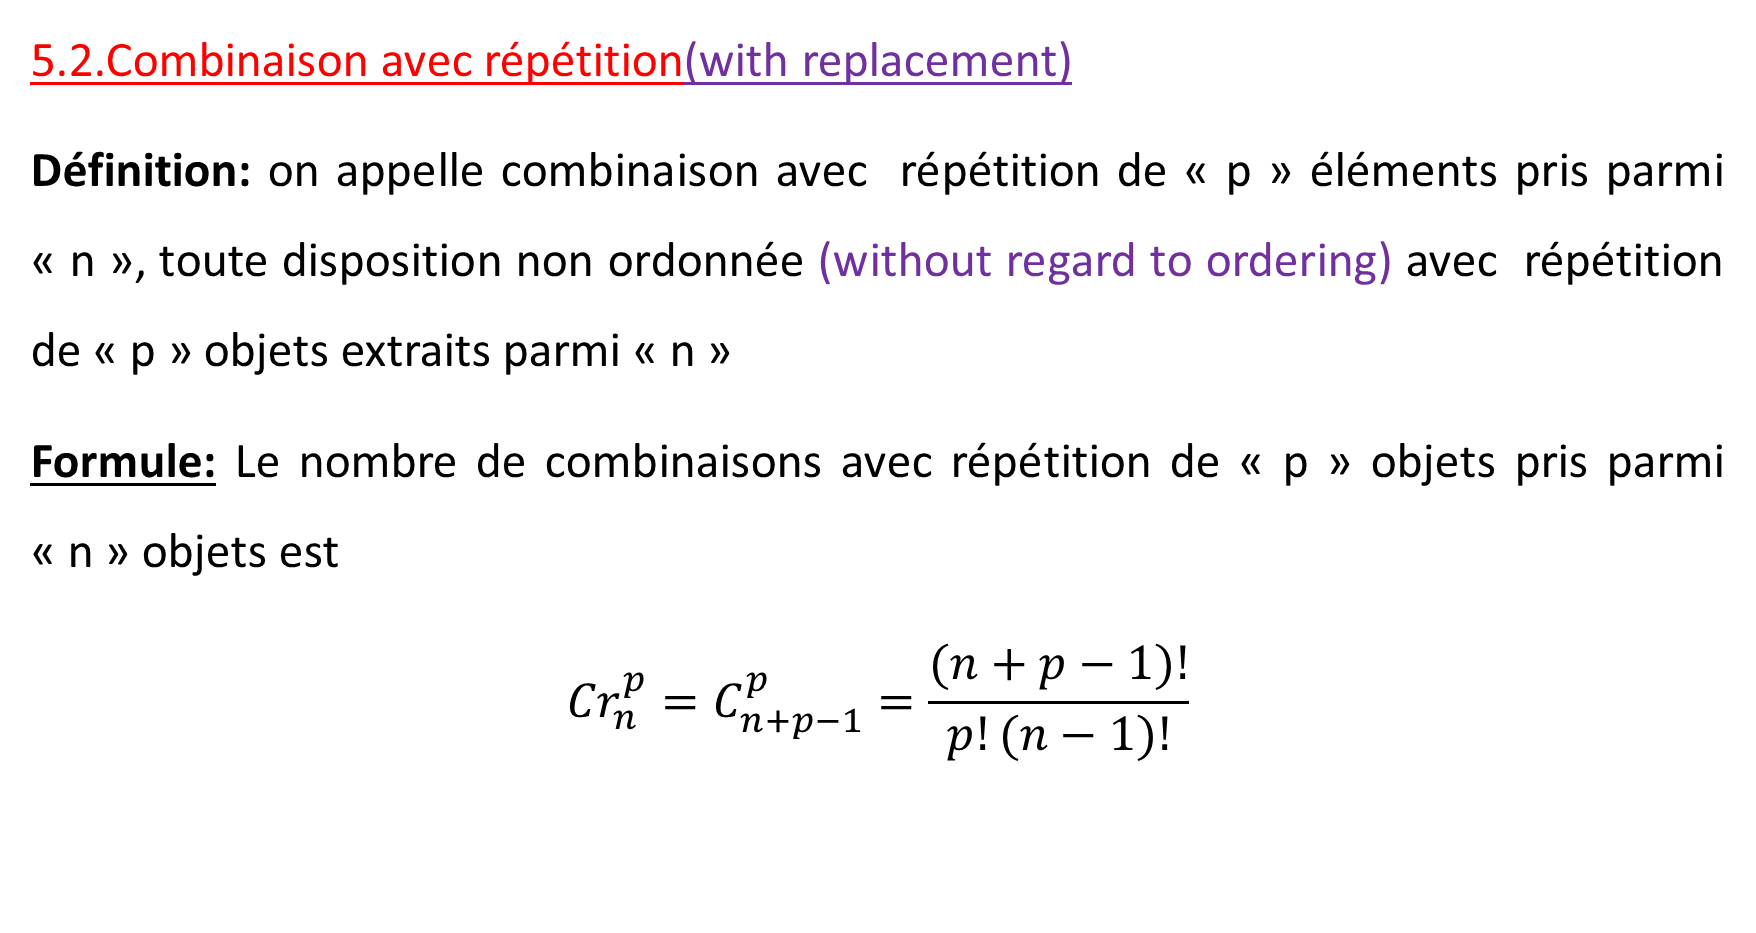 5.2.Combinaison avec répétition(with replacement)
Définition: on appelle combinaison avec répétition de « p » éléments pris parmi
« n », toute disposition non ordonnée (without regard to ordering) avec répétition
de « p » objets extraits parmi « n »
Formule: Le nombre de combinaisons avec répétition de « p » objets pris parmi
« n » objets est
$Cr_n^p = C_{n+p-1}^p = \frac{(n+p-1)!}{p!(n-1)!}$